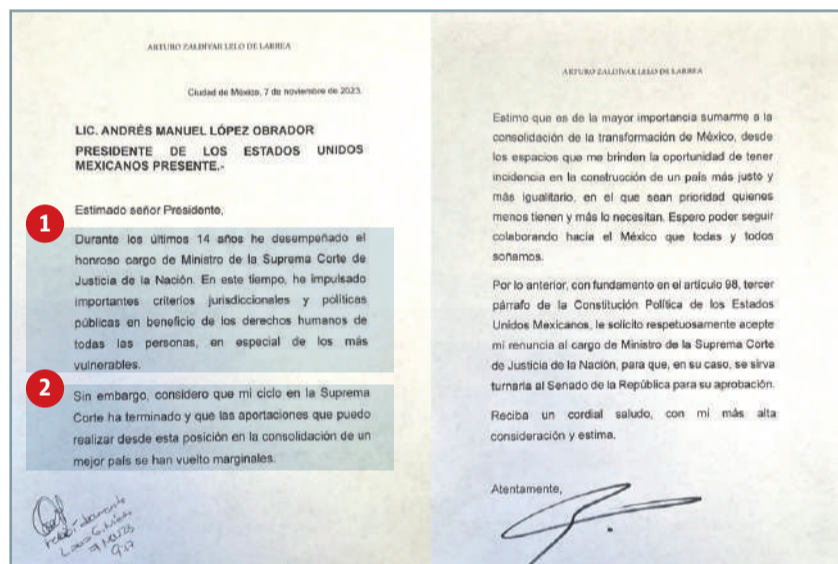 ARTURO ZALDÍVAR LELO DE LARREA
Ciudad de México, 7 de noviembre de 2023.
LIC. ANDRÉS MANUEL LÓPEZ OBRADOR
PRESIDENTE DE LOS ESTADOS UNIDOS
MEXICANOS PRESENTE.-
Estimado señor Presidente,
1
Durante los últimos 14 años he desempeñado el
honroso cargo de Ministro de la Suprema Corte de
Justicia de la Nación. En este tiempo, he impulsado
importantes criterios jurisdiccionales y políticas
públicas en beneficio de los derechos humanos de
todas las personas, en especial de los más
vulnerables.
2
Sin embargo, considero que mi ciclo en la Suprema
Corte ha terminado y que las aportaciones que puedo
realizar desde esta posición en la consolidación de un
mejor país se han vuelto marginales.
ARTURO ZALDÍVAR LELO DE LARREA
Estimo que es de la mayor importancia sumarme a la
consolidación de la transformación de México, desde
los espacios que me brinden la oportunidad de tener
incidencia en la construcción de un país más justo y
más igualitario, en el que sean prioridad quienes
menos tienen y más lo necesitan. Espero poder seguir
colaborando hacia el México que todas y todos
soñamos.
Por lo anterior, con fundamento en el artículo 98, tercer
párrafo de la Constitución Política de los Estados
Unidos Mexicanos, le solicito respetuosamente acepte
mi renuncia al cargo de Ministro de la Suprema Corte
de Justicia de la Nación, para que, en su caso, se sirva
turnarla al Senado de la República para su aprobación.
Reciba un cordial saludo, con mi más alta
consideración y estima.
Atentamente,